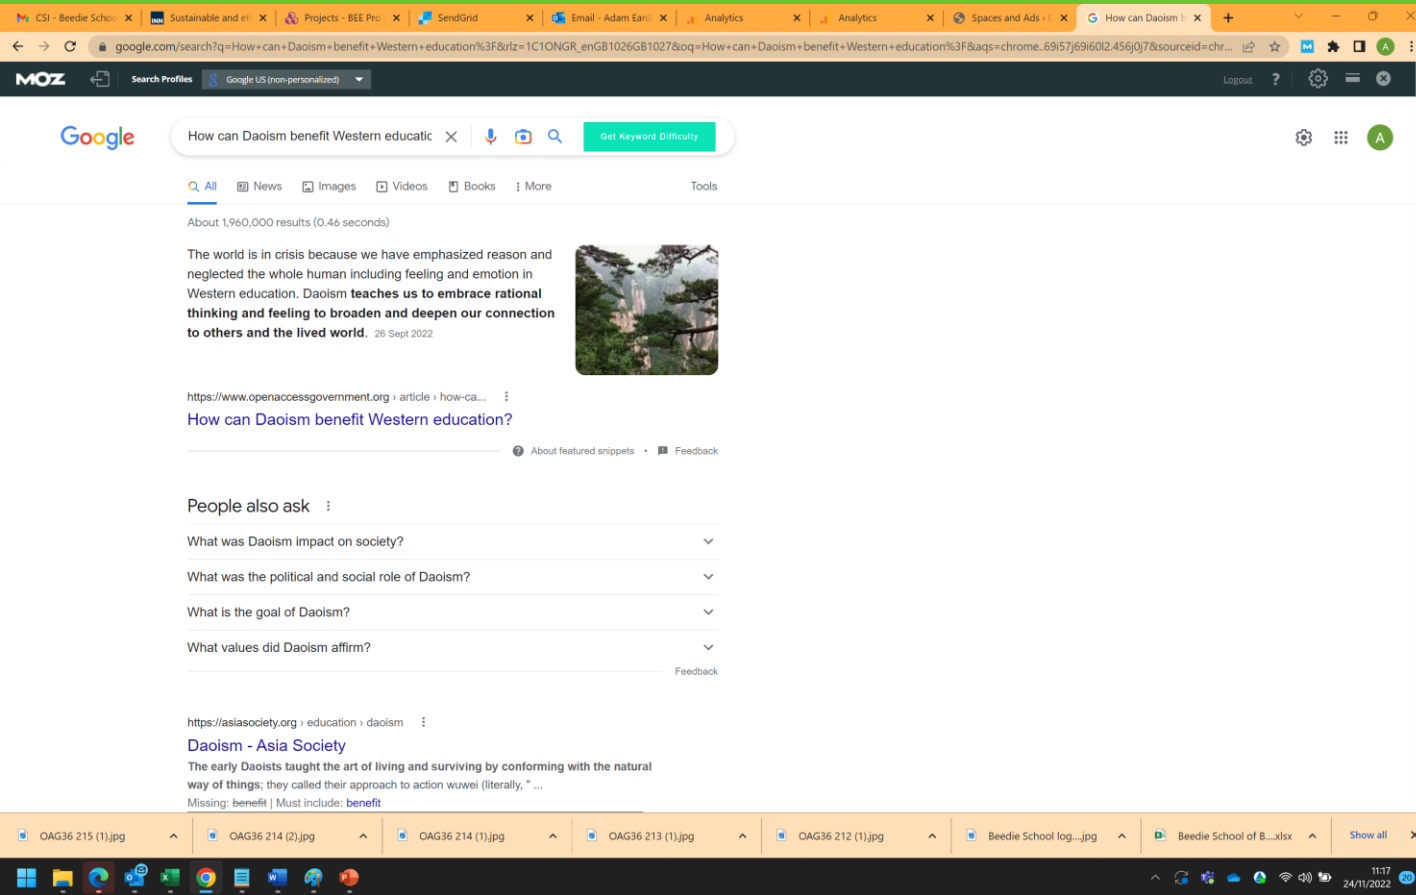 CSI - Beedie School
Sustainable and et
Projects - BEE Pro
SendGrid
Email - Adam Eard
Analytics
Analytics
Spaces and Ads ‹
How can Daoism b
google.com/search?q=How+can+Daoism+benefit+Western+education%3F&rlz=1C1ONGR_enGB1026GB1027&oq=How+can+Daoism+benefit+Western+education%3F&aqs=chrome..69i57j69i60l2.456j0j7&sourceid=chr...
MOZ
Search Profiles
Google US (non-personalized)
Logout
Google
How can Daoism benefit Western educatic
Get Keyword Difficulty
A
All
News
Images
Videos
Books
More
Tools
About 1,960,000 results (0.46 seconds)
The world is in crisis because we have emphasized reason and
neglected the whole human including feeling and emotion in
Western education. Daoism teaches us to embrace rational
thinking and feeling to broaden and deepen our connection
to others and the lived world. 26 Sept 2022
https://www.openaccessgovernment.org › article › how-ca...
How can Daoism benefit Western education?
About featured snippets • Feedback
People also ask
What was Daoism impact on society?
What was the political and social role of Daoism?
What is the goal of Daoism?
What values did Daoism affirm?
Feedback
https://asiasociety.org › education › daoism
Daoism - Asia Society
The early Daoists taught the art of living and surviving by conforming with the natural
way of things; they called their approach to action wuwei (literally, " ...
Missing: benefit | Must include: benefit
OAG36 215 (1).jpg
OAG36 214 (2).jpg
OAG36 214 (1).jpg
OAG36 213 (1).jpg
OAG36 212 (1).jpg
Beedie School log....jpg
Beedie School of B....xlsx
Show all
11:17
24/11/2022
20